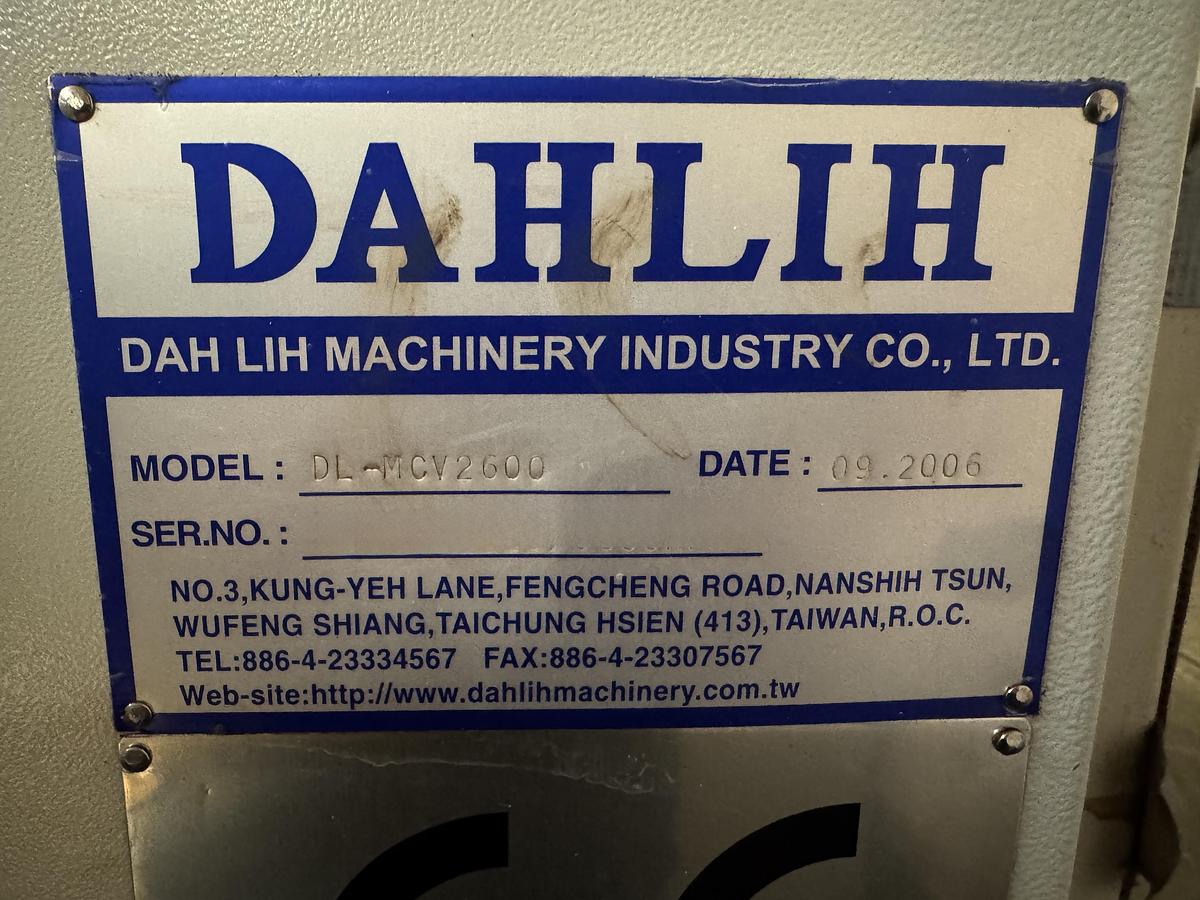 DAHLIH
DAH LIH MACHINERY INDUSTRY CO., LTD.
MODEL : DL-MCV2600 DATE : 09.2006
SER.NO. :
NO.3,KUNG-YEH LANE,FENGCHENG ROAD,NANSHIH TSUN,
WUFENG SHIANG,TAICHUNG HSIEN (413),TAIWAN,R.O.C.
TEL:886-4-23334567 FAX:886-4-23307567
Web-site:http://www.dahlihmachinery.com.tw